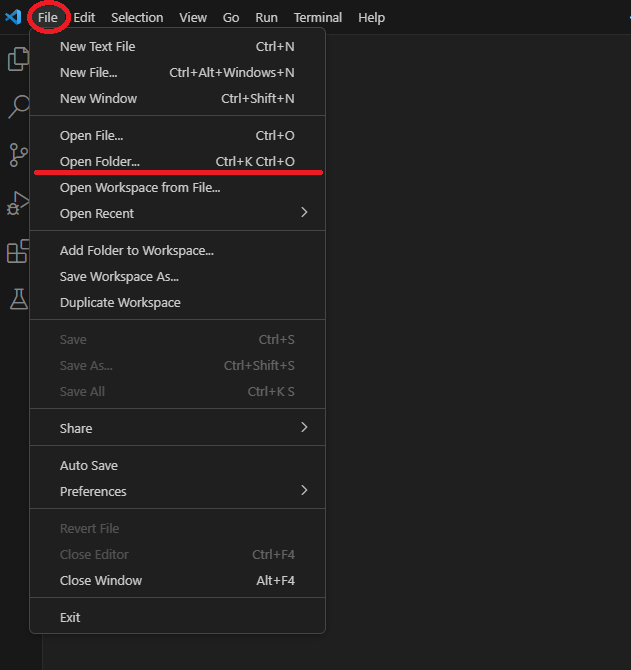 File Edit Selection View Go Run Terminal Help
New Text File Ctrl+N
New File... Ctrl+Alt+Windows+N
New Window Ctrl+Shift+N
Open File... Ctrl+O
Open Folder... Ctrl+K Ctrl+O
Open Workspace from File...
Open Recent
Add Folder to Workspace...
Save Workspace As...
Duplicate Workspace
Save Ctrl+S
Save As... Ctrl+Shift+S
Save All Ctrl+K S
Share
Auto Save
Preferences
Revert File
Close Editor Ctrl+F4
Close Window Alt+F4
Exit